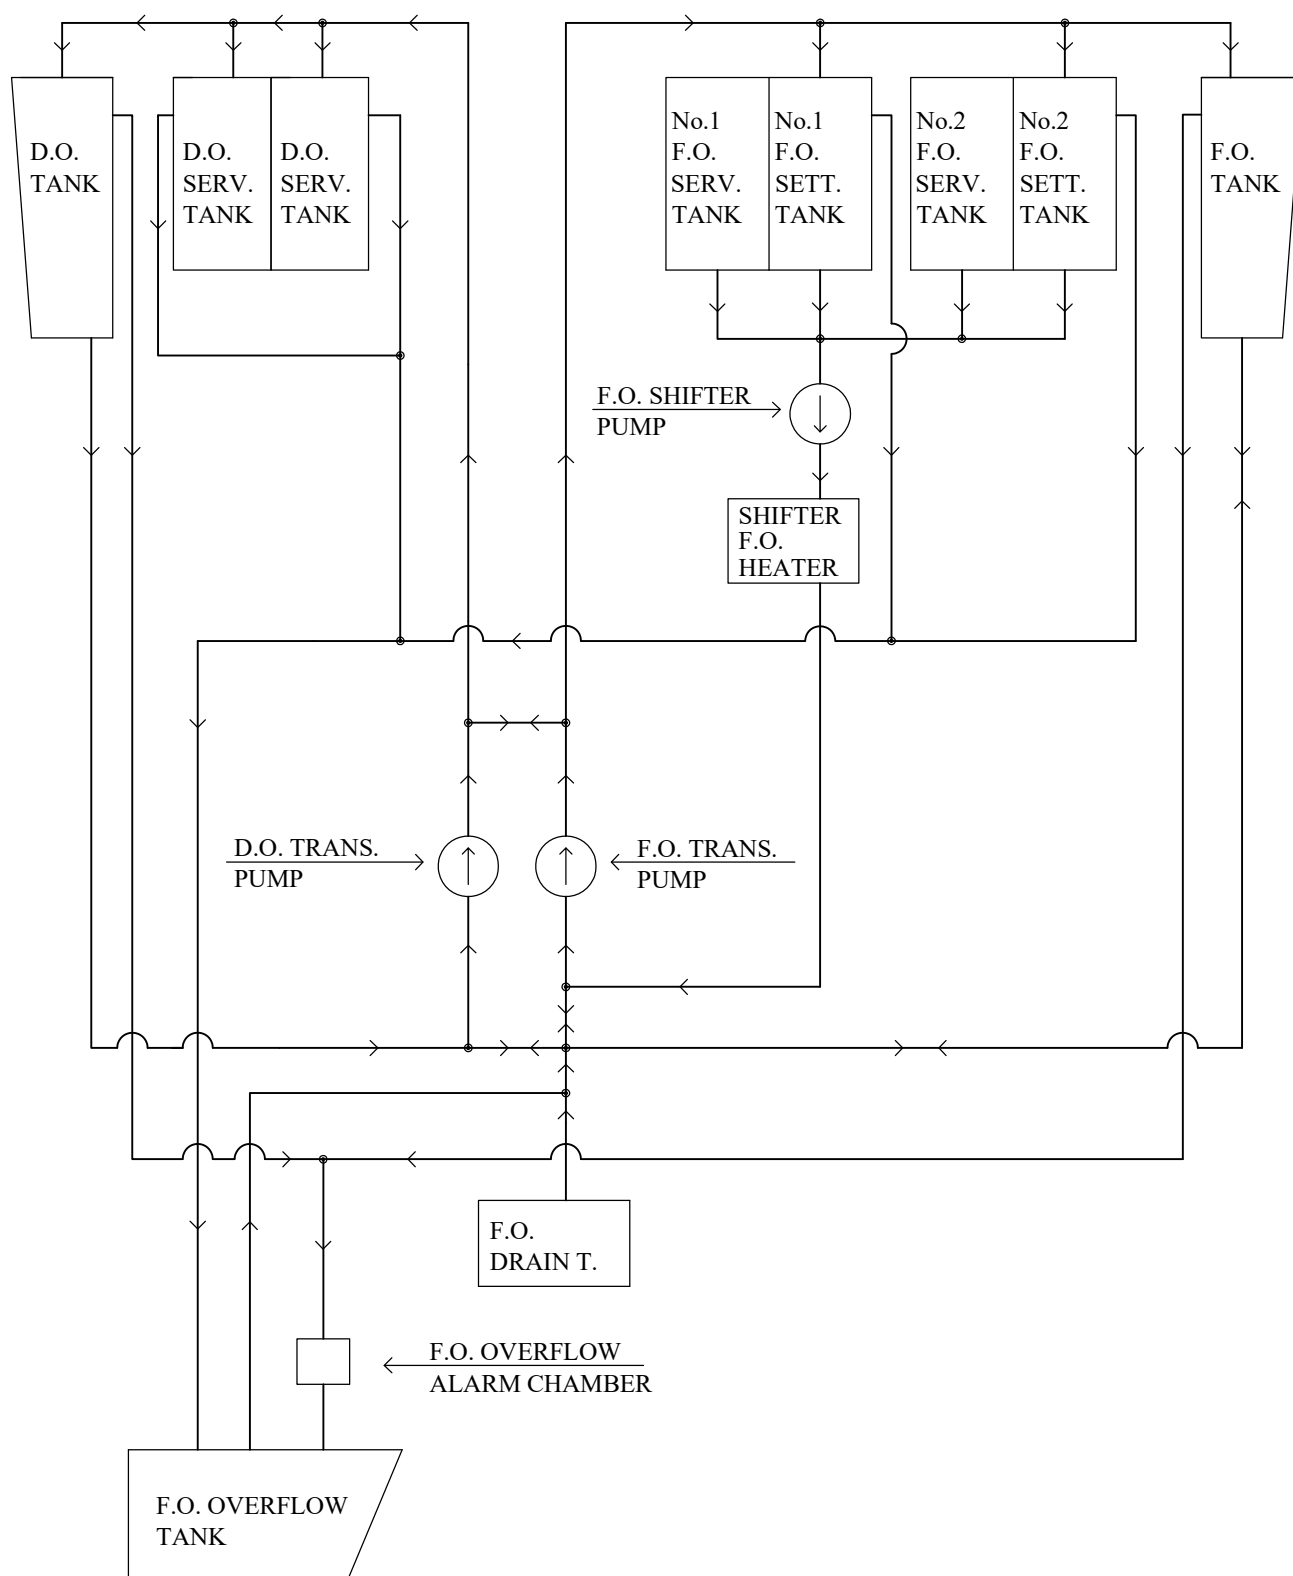 D.O.
TANK
D.O.
SERV.
TANK
D.O.
SERV.
TANK
No.1
F.O.
SERV.
TANK
No.1
F.O.
SETT.
TANK
No.2
F.O.
SERV.
TANK
No.2
F.O.
SETT.
TANK
F.O.
TANK
F.O. SHIFTER
PUMP
SHIFTER
F.O.
HEATER
D.O. TRANS.
PUMP
F.O. TRANS.
PUMP
F.O.
DRAIN T.
F.O. OVERFLOW
ALARM CHAMBER
F.O. OVERFLOW
TANK